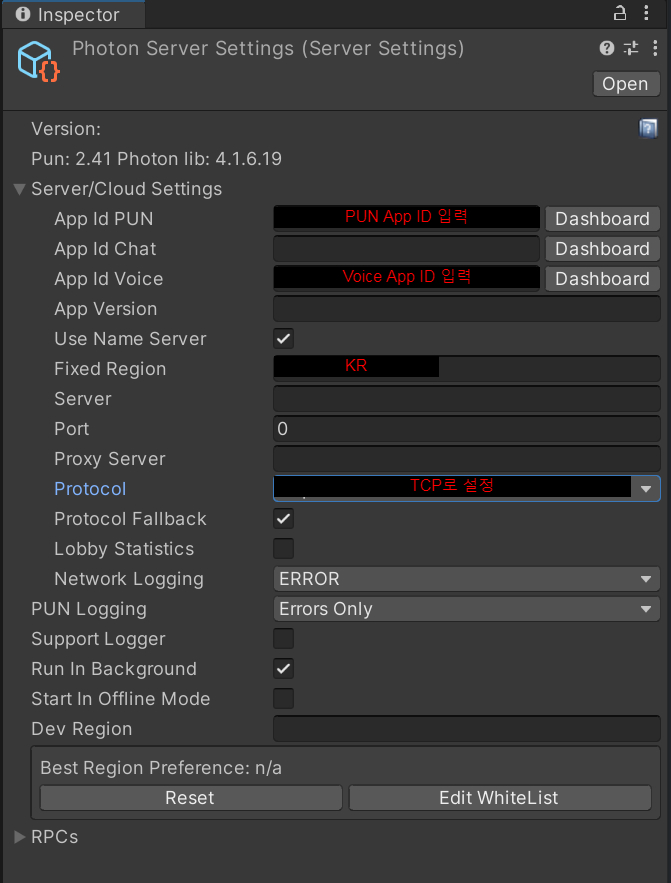 Inspector
Photon Server Settings (Server Settings)
Open
Version:
Pun: 2.41 Photon lib: 4.1.6.19
Server/Cloud Settings
App Id PUN PUN App ID 입력 Dashboard
App Id Chat Dashboard
App Id Voice Voice App ID 입력 Dashboard
App Version
Use Name Server
Fixed Region KR
Server
Port 0
Proxy Server
Protocol TCP로 설정
Protocol Fallback
Lobby Statistics
Network Logging ERROR
PUN Logging Errors Only
Support Logger
Run In Background
Start In Offline Mode
Dev Region
Best Region Preference: n/a
Reset Edit WhiteList
RPCs